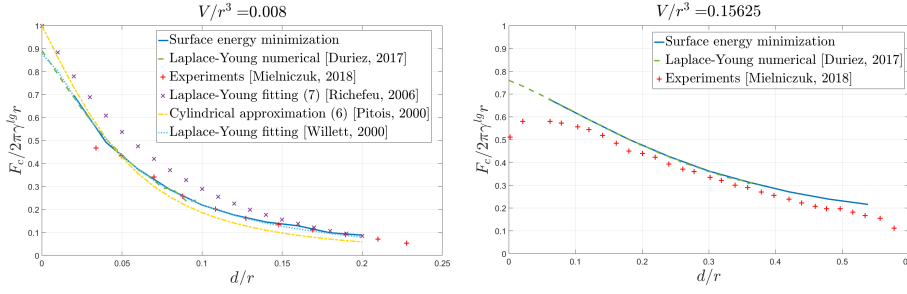 V/r³ =0.008
F_c/2πγ^{lg}r
1
0.9
0.8
0.7
0.6
0.5
0.4
0.3
0.2
0.1
0
Surface energy minimization
Laplace-Young numerical [Duriez, 2017]
Experiments [Mielniczuk, 2018]
Laplace-Young fitting (7) [Richefeu, 2006]
Cylindrical approximation (6) [Pitois, 2000]
Laplace-Young fitting [Willett, 2000]
0 0.05 0.1 0.15 0.2 0.25
d/r
V/r³ =0.15625
F_c/2πγ^{lg}r
1
0.9
0.8
0.7
0.6
0.5
0.4
0.3
0.2
0.1
0
Surface energy minimization
Laplace-Young numerical [Duriez, 2017]
Experiments [Mielniczuk, 2018]
0 0.1 0.2 0.3 0.4 0.5
d/r